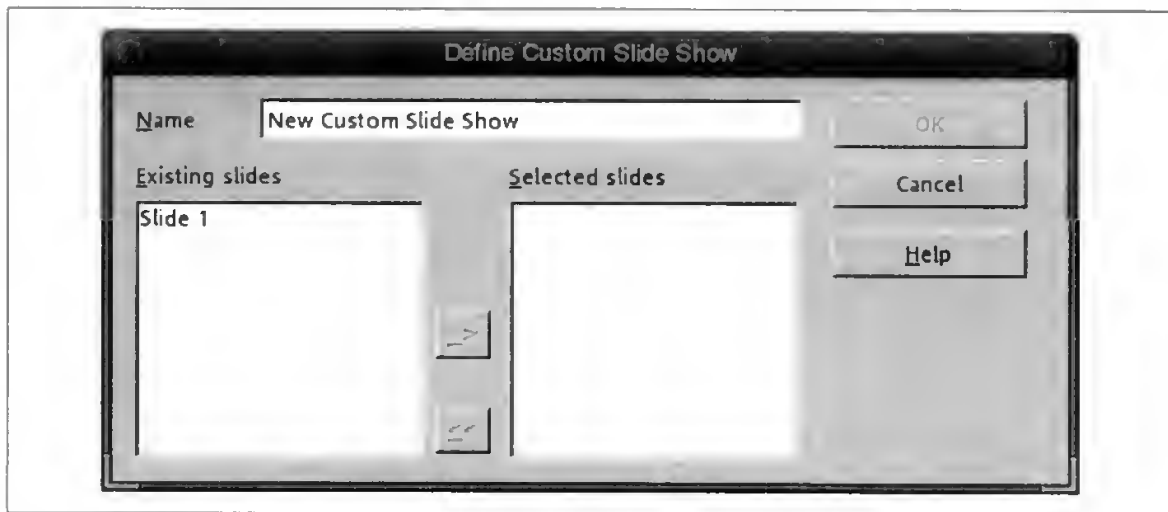 Define Custom Slide Show
Name
New Custom Slide Show
OK
Existing slides
Selected slides
Cancel
Slide 1
Help
->
<<